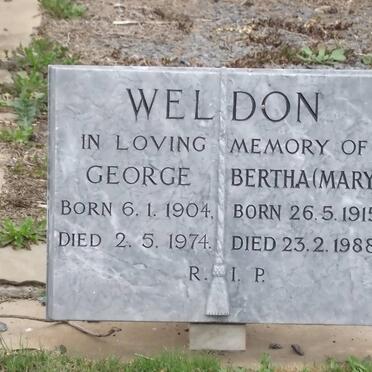 WELDON
IN LOVING MEMORY OF
GEORGE BERTHA (MARY
BORN 6.1.1904. BORN 26.5.1915
DIED 2.5.1974. DIED 23.2.1988
R.I.P.